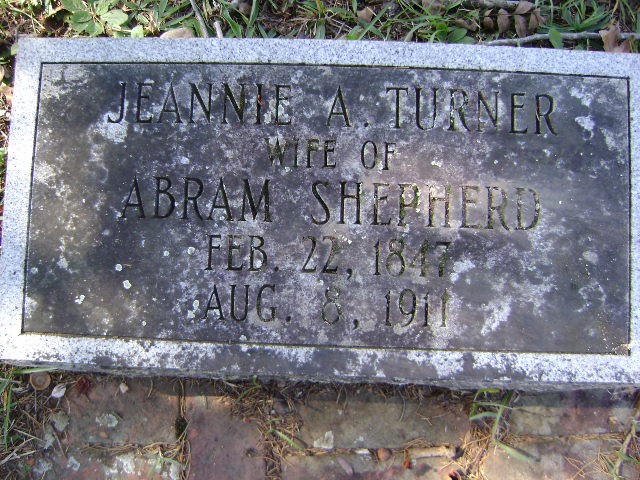 JEANNIE A. TURNER
WIFE OF
ABRAM SHEPHERD
FEB. 22, 1847
AUG. 8, 1911